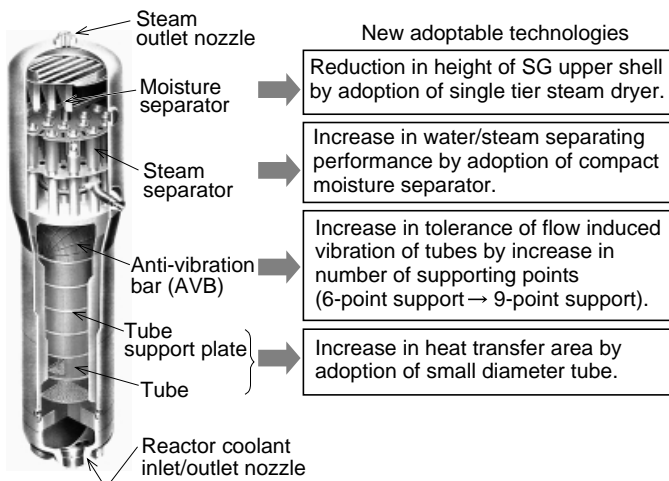 Steam
outlet nozzle
New adoptable technologies
Moisture
separator
Reduction in height of SG upper shell
by adoption of single tier steam dryer.
Steam
separator
Increase in water/steam separating
performance by adoption of compact
moisture separator.
Anti-vibration
bar (AVB)
Increase in tolerance of flow induced
vibration of tubes by increase in
number of supporting points
(6-point support → 9-point support).
Tube
support plate
Tube
Increase in heat transfer area by
adoption of small diameter tube.
Reactor coolant
inlet/outlet nozzle